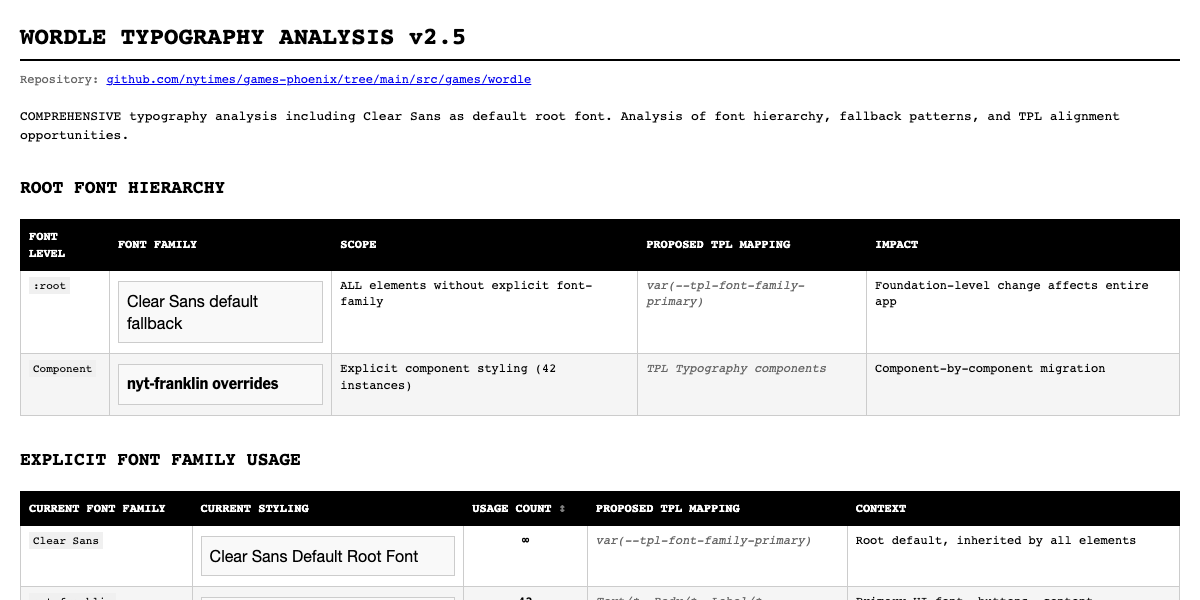 WORDLE TYPOGRAPHY ANALYSIS v2.5
Repository: github.com/nytimes/games-phoenix/tree/main/src/games/wordle
COMPREHENSIVE typography analysis including Clear Sans as default root font. Analysis of font hierarchy, fallback patterns, and TPL alignment
opportunities.
ROOT FONT HIERARCHY
FONT LEVEL
FONT FAMILY
SCOPE
PROPOSED TPL MAPPING
IMPACT
:root
Clear Sans default
fallback
ALL elements without explicit font-
family
var(--tpl-font-family-
primary)
Foundation-level change affects entire
app
Component
nyt-franklin overrides
Explicit component styling (42
instances)
TPL Typography components
Component-by-component migration
EXPLICIT FONT FAMILY USAGE
CURRENT FONT FAMILY
CURRENT STYLING
USAGE COUNT ↕
PROPOSED TPL MAPPING
CONTEXT
Clear Sans
Clear Sans Default Root Font
∞
var(--tpl-font-family-primary)
Root default, inherited by all elements